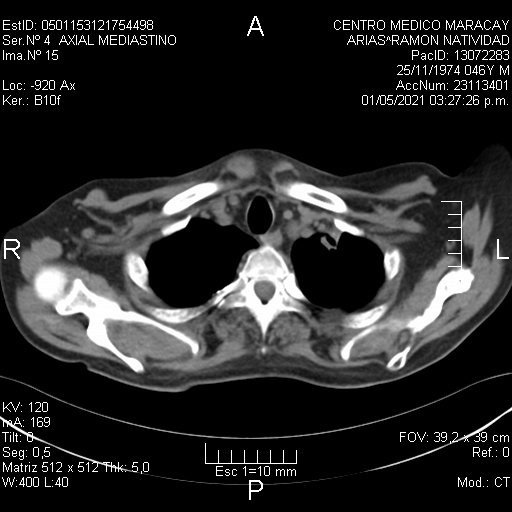 EstID: 0501153121754498
Ser.Nº 4 AXIAL MEDIASTINO
Ima.Nº 15
Loc: -920 Ax
Ker.: B10f
A
CENTRO MEDICO MARACAY
ARIAS^RAMON NATIVIDAD
PacID: 13072283
25/11/1974 046Y M
AccNum: 23113401
01/05/2021 03:27:26 p.m.
R
L
KV: 120
mA: 169
Tilt: 0
Seg: 0,5
Matriz 512 x 512 Thk: 5,0
W:400 L:40
Esc 1=10 mm
P
FOV: 39,2 x 39 cm
Ref.: 0
Mod.: CT